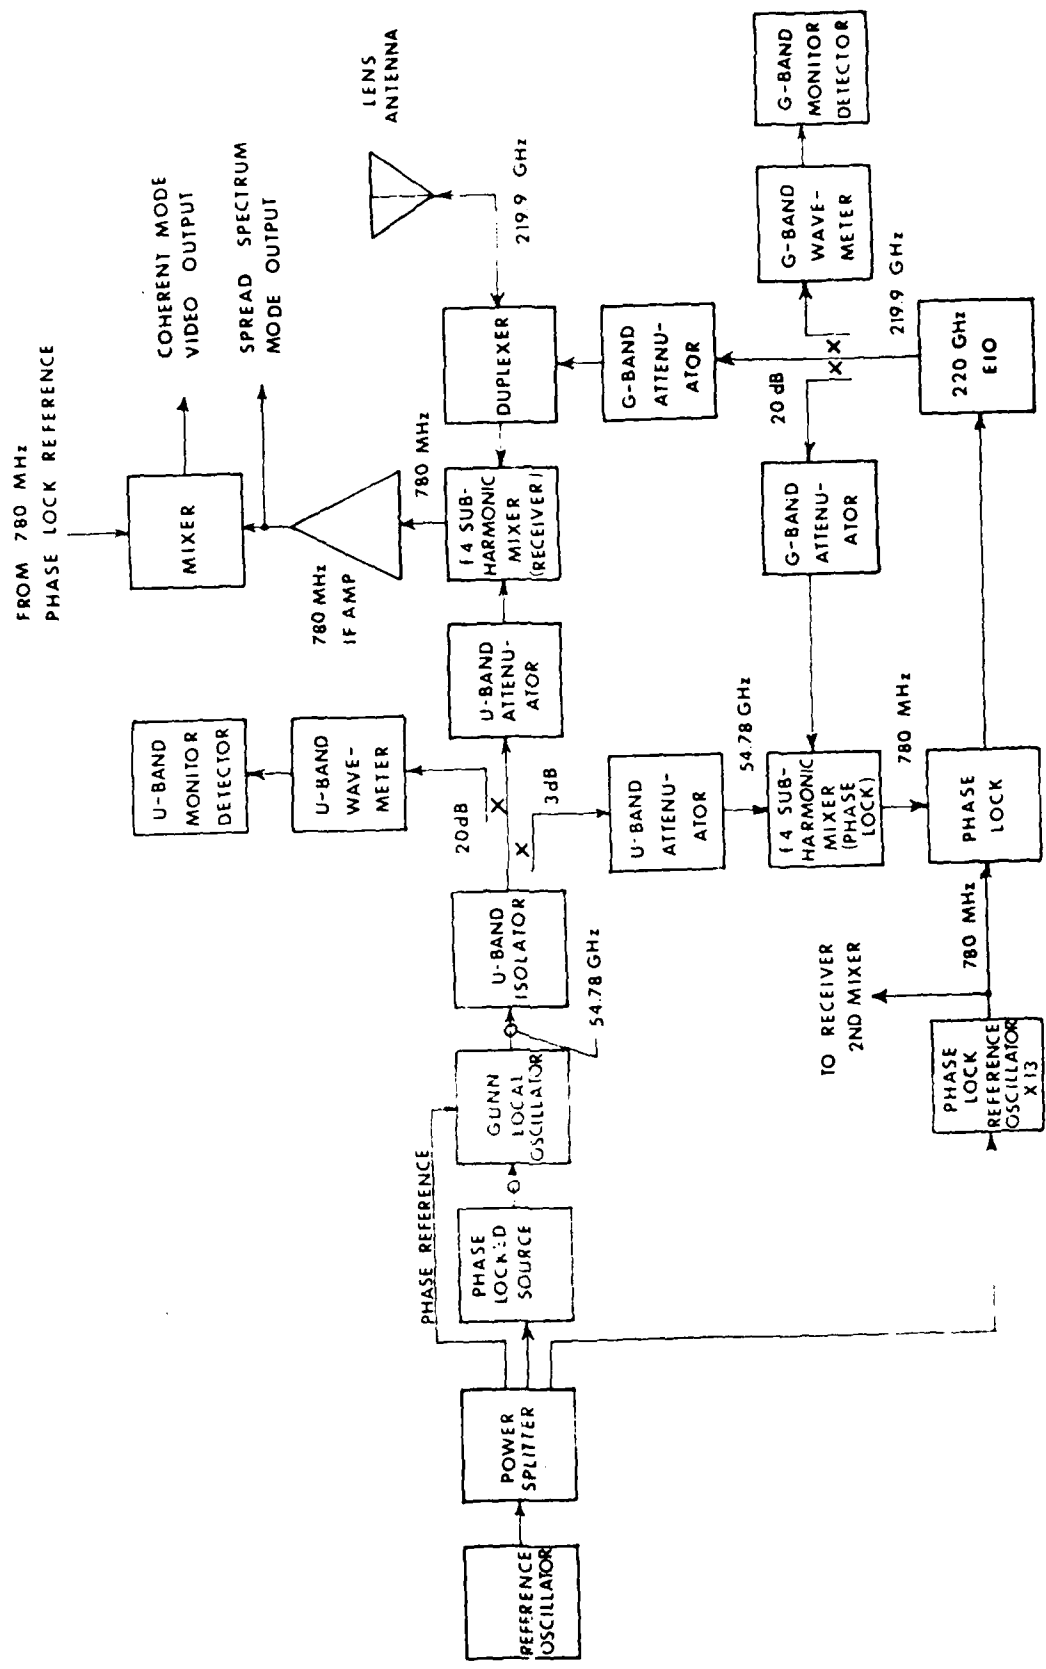 FROM 780 MHz
PHASE LOCK REFERENCE
COHERENT MODE
VIDEO OUTPUT
SPREAD SPECTRUM
MODE OUTPUT
LENS
ANTENNA
MIXER
780 MHz
IF AMP
780 MHz
219.9 GHz
U-BAND
MONITOR
DETECTOR
U-BAND
WAVE-
METER
20dB
3dB
PHASE REFERENCE
REFERENCE
OSCILLATOR
POWER
SPLITTER
PHASE
LOCKED
SOURCE
GUNN
LOCAL
OSCILLATOR
54.78 GHz
U-BAND
ISOLATOR
U-BAND
ATTENU-
ATOR
f4 SUB-
HARMONIC
MIXER
(RECEIVER)
DUPLEXER
U-BAND
ATTENU-
ATOR
G-BAND
ATTENU-
ATOR
54.78 GHz
f4 SUB-
HARMONIC
MIXER
(PHASE
LOCK)
G-BAND
ATTENU-
ATOR
20 dB
G-BAND
WAVE-
METER
G-BAND
MONITOR
DETECTOR
219.9 GHz
780 MHz
TO RECEIVER
2ND MIXER
PHASE
LOCK
REFERENCE
OSCILLATOR
X13
780 MHz
PHASE
LOCK
220 GHz
EIO